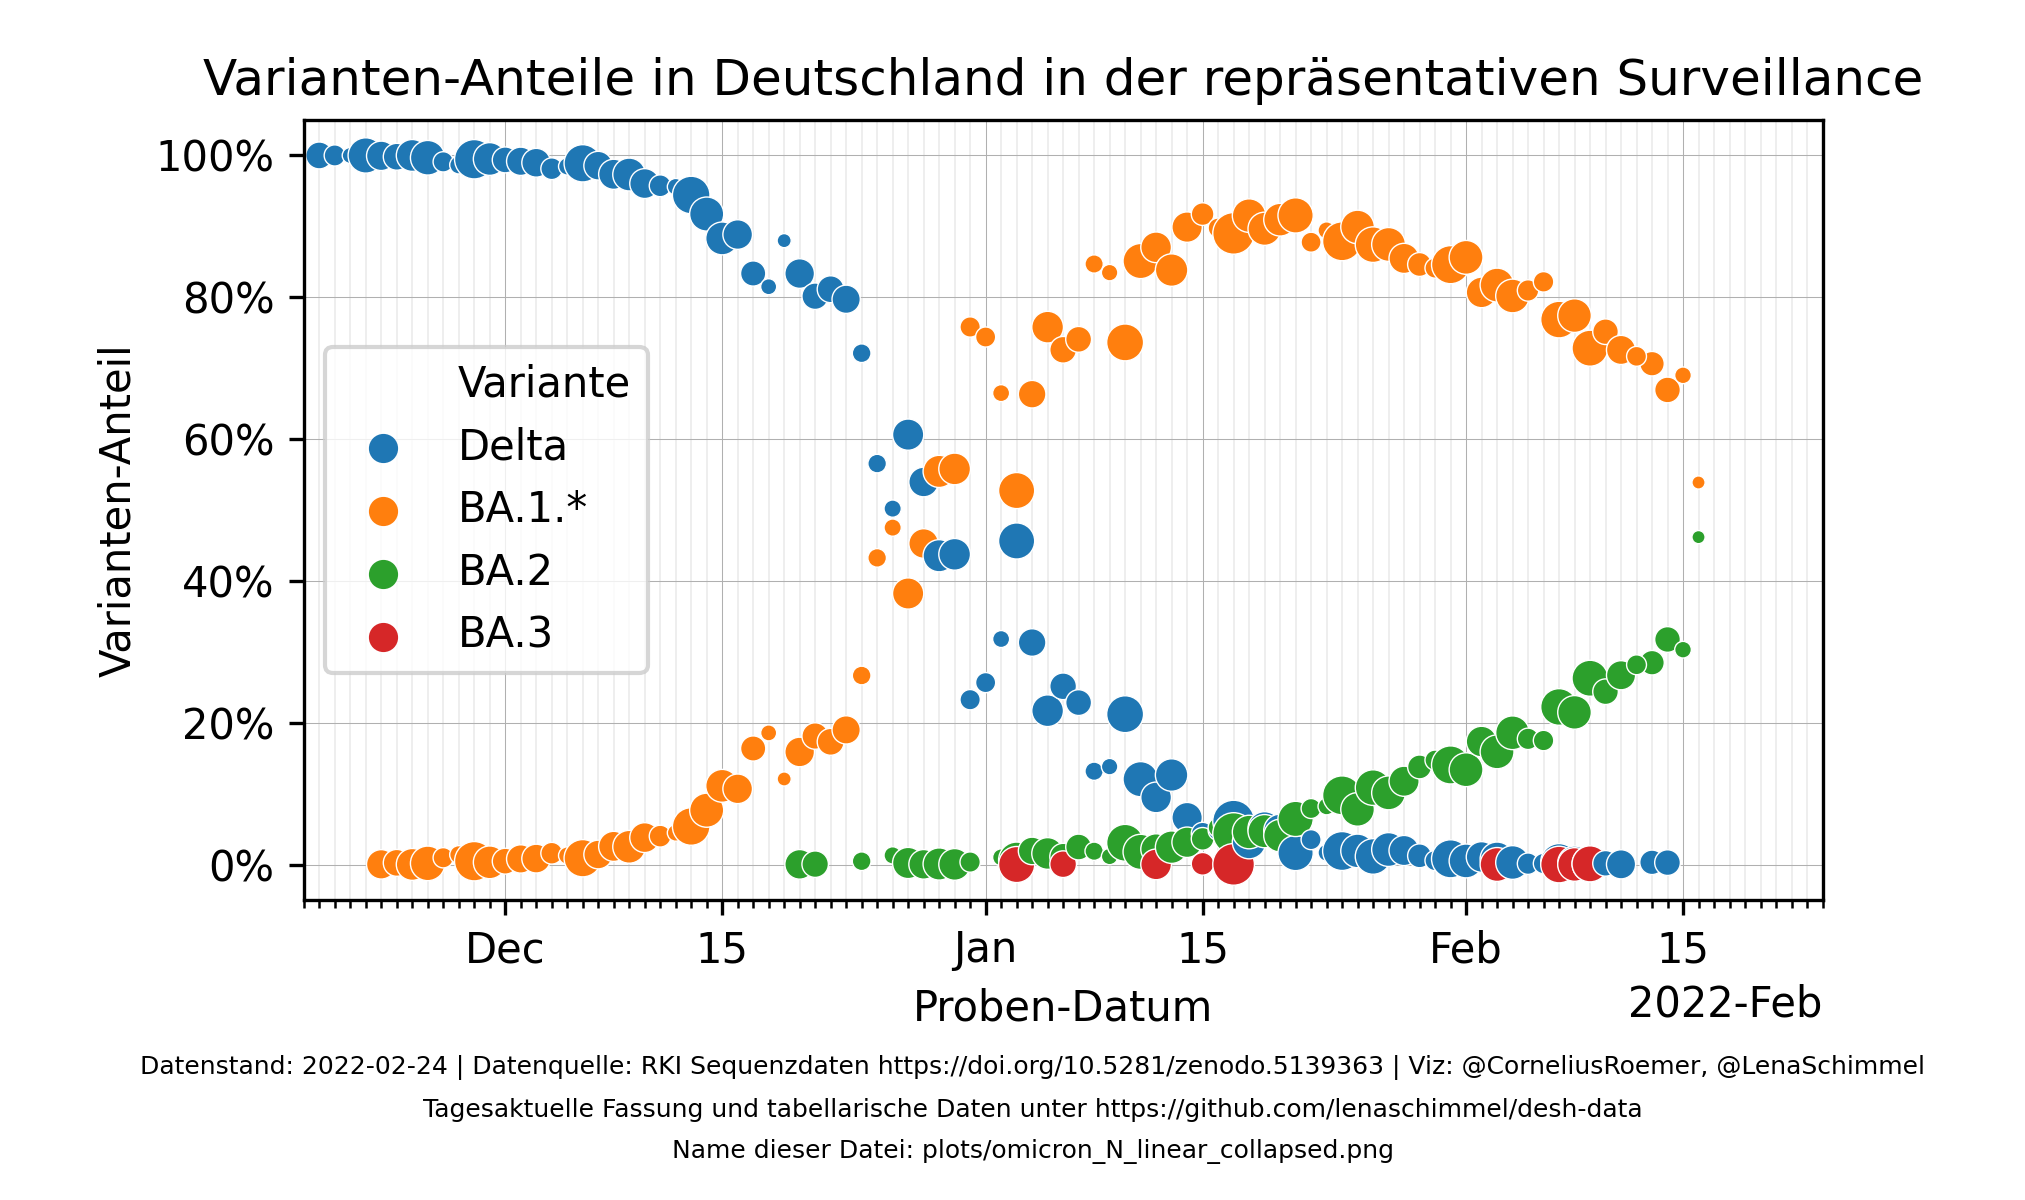 Varianten-Anteile in Deutschland in der repräsentativen Surveillance
100%
80%
60%
40%
20%
0%
Varianten-Anteil
Variante
Delta
BA.1.*
BA.2
BA.3
Dec 15 Jan 15 Feb 15
Proben-Datum
2022-Feb
Datenstand: 2022-02-24 | Datenquelle: RKI Sequenzdaten https://doi.org/10.5281/zenodo.5139363 | Viz: @CorneliusRoemer, @LenaSchimmel
Tagesaktuelle Fassung und tabellarische Daten unter https://github.com/lenaschimmel/desh-data
Name dieser Datei: plots/omicron_N_linear_collapsed.png